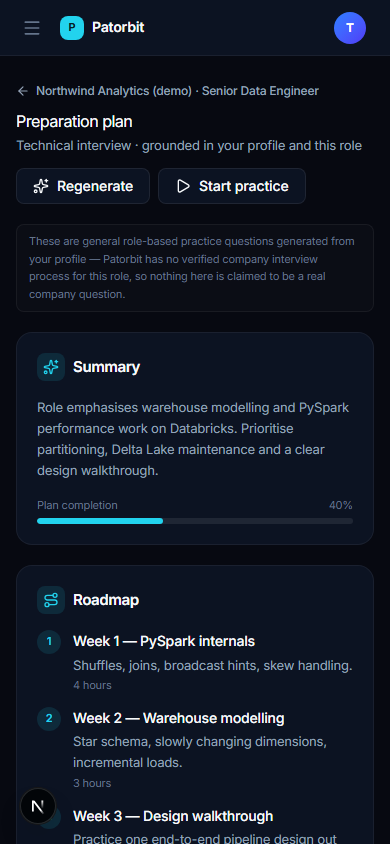 P Patorbit T
← Northwind Analytics (demo) · Senior Data Engineer
Preparation plan
Technical interview · grounded in your profile and this role
Regenerate Start practice
These are general role-based practice questions generated from
your profile — Patorbit has no verified company interview
process for this role, so nothing here is claimed to be a real
company question.
Summary
Role emphasises warehouse modelling and PySpark
performance work on Databricks. Prioritise
partitioning, Delta Lake maintenance and a clear
design walkthrough.
Plan completion 40%
Roadmap
1 Week 1 — PySpark internals
Shuffles, joins, broadcast hints, skew handling.
4 hours
2 Week 2 — Warehouse modelling
Star schema, slowly changing dimensions,
incremental loads.
3 hours
N Week 3 — Design walkthrough
Practice one end-to-end pipeline design out